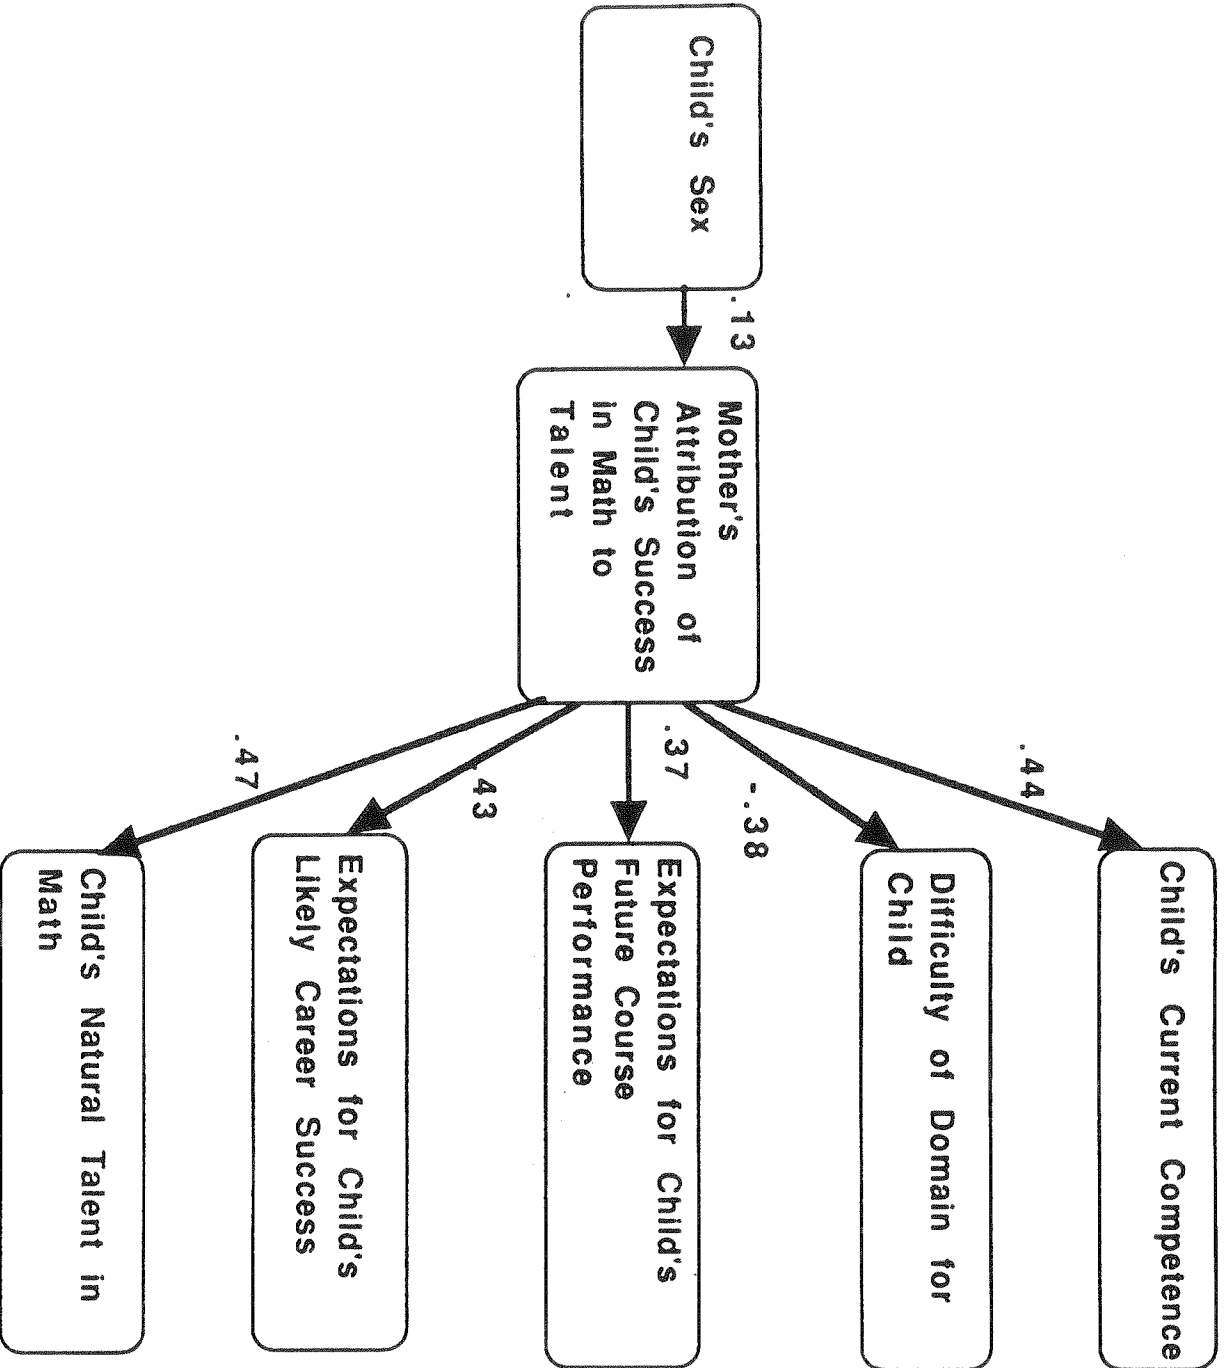 Child's Sex
.13
Mother's
Attribution of
Child's Success
in Math to
Talent
.44
-.38
.37
.43
.47
Child's Current Competence
Difficulty of Domain for
Child
Expectations for Child's
Future Course
Performance
Expectations for Child's
Likely Career Success
Child's Natural Talent in
Math